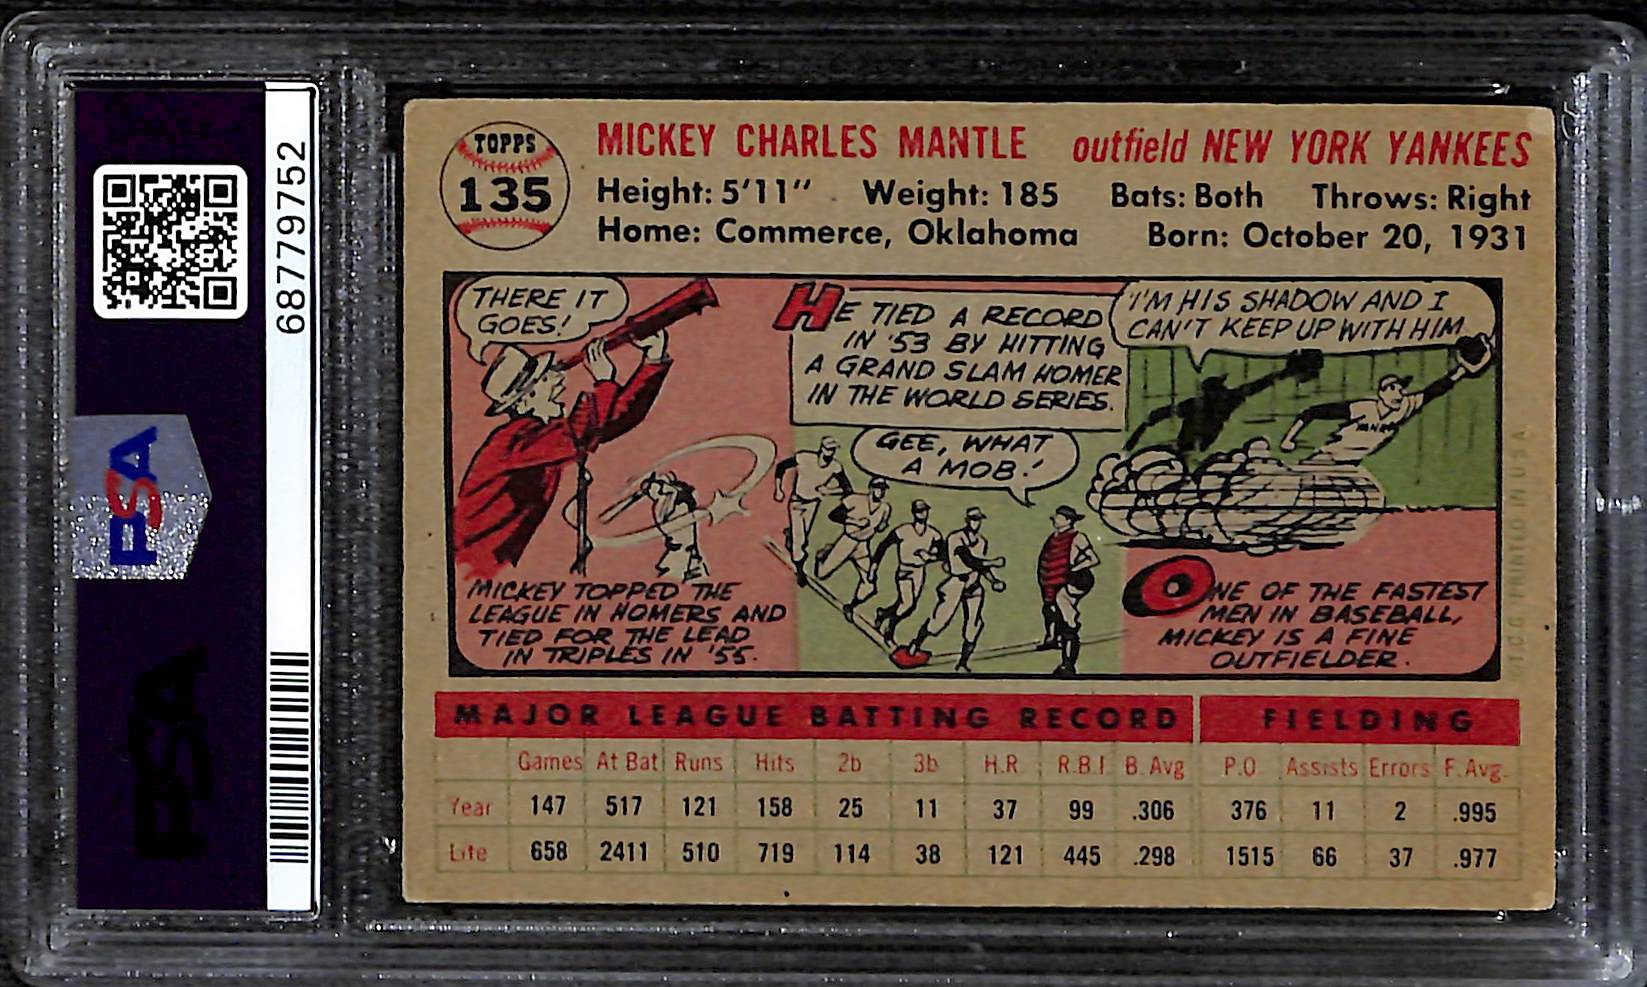 68779752
PSA
PSA
TOPPS
135
MICKEY CHARLES MANTLE outfield NEW YORK YANKEES
Height: 5'11" Weight: 185 Bats: Both Throws: Right
Home: Commerce, Oklahoma Born: October 20, 1931
THERE IT
GOES!
HE TIED A RECORD
IN '53 BY HITTING
A GRAND SLAM HOMER
IN THE WORLD SERIES.
I'M HIS SHADOW AND I
CAN'T KEEP UP WITH HIM
GEE, WHAT
A MOB!
MICKEY TOPPED THE
LEAGUE IN HOMERS AND
TIED FOR THE LEAD
IN TRIPLES IN '55.
ONE OF THE FASTEST
MEN IN BASEBALL,
MICKEY IS A FINE
OUTFIELDER.
PRINTED IN U.S.A.
MAJOR LEAGUE BATTING RECORD FIELDING
Games At Bat Runs Hits 2b 3b H.R. R.B.I B. Avg P.O. Assists Errors F. Avg.
Year 147 517 121 158 25 11 37 99 .306 376 11 2 .995
Life 658 2411 510 719 114 38 121 445 .298 1515 66 37 .977